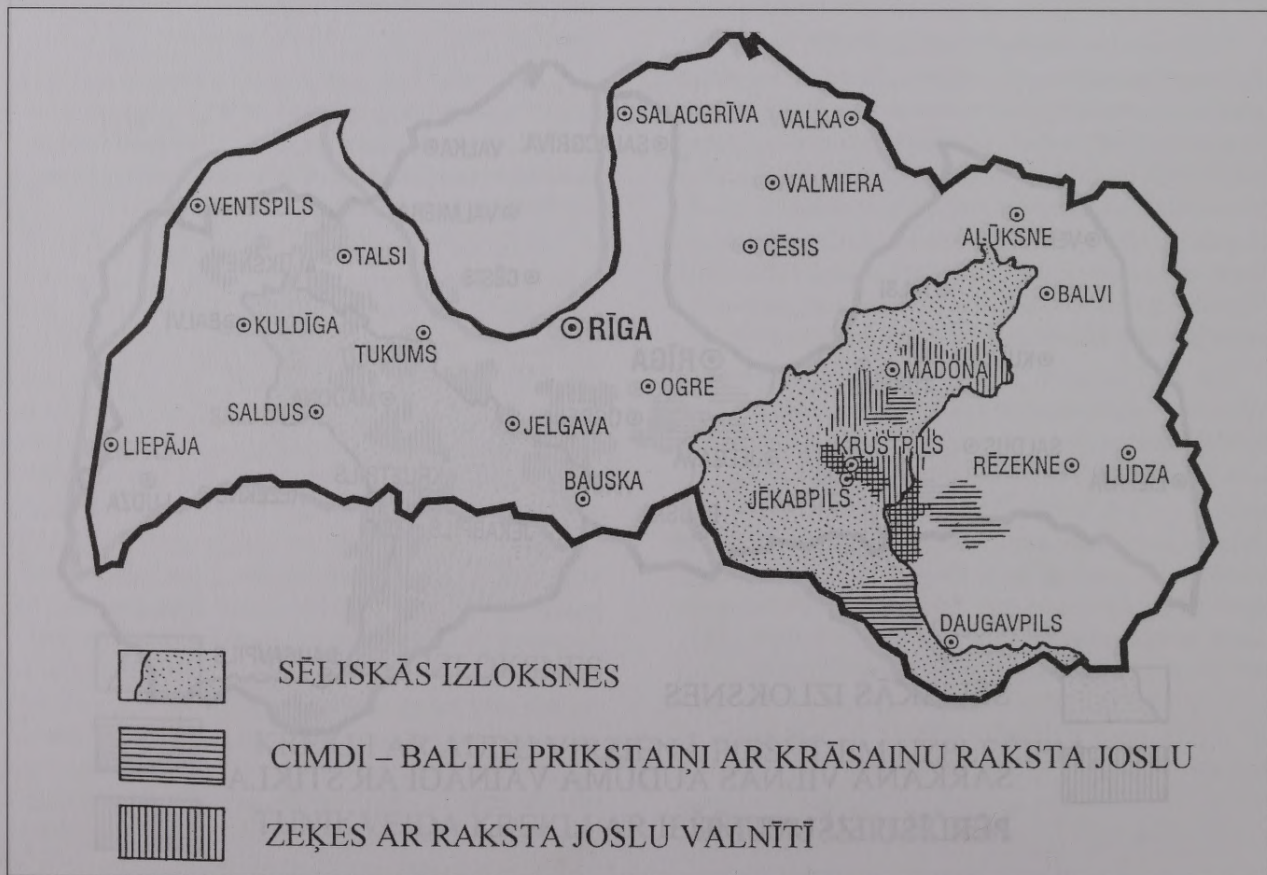 SALACGRĪVA
VALKA
VENTSPILS
VALMIERA
ALŪKSNE
TALSI
CĒSIS
BALVI
KULDĪGA
TUKUMS
RĪGA
MADONA
OGRE
SALDUS
JELGAVA
LIEPĀJA
KRUSTPILS
RĒZEKNE
LUDZA
BAUSKA
JĒKABPILS
DAUGAVPILS
SĒLISKĀS IZLOKSNES
CIMDI – BALTIE PRIKSTAIŅI AR KRĀSAINU RAKSTA JOSLU
ZEĶES AR RAKSTA JOSLU VALNĪTĪ